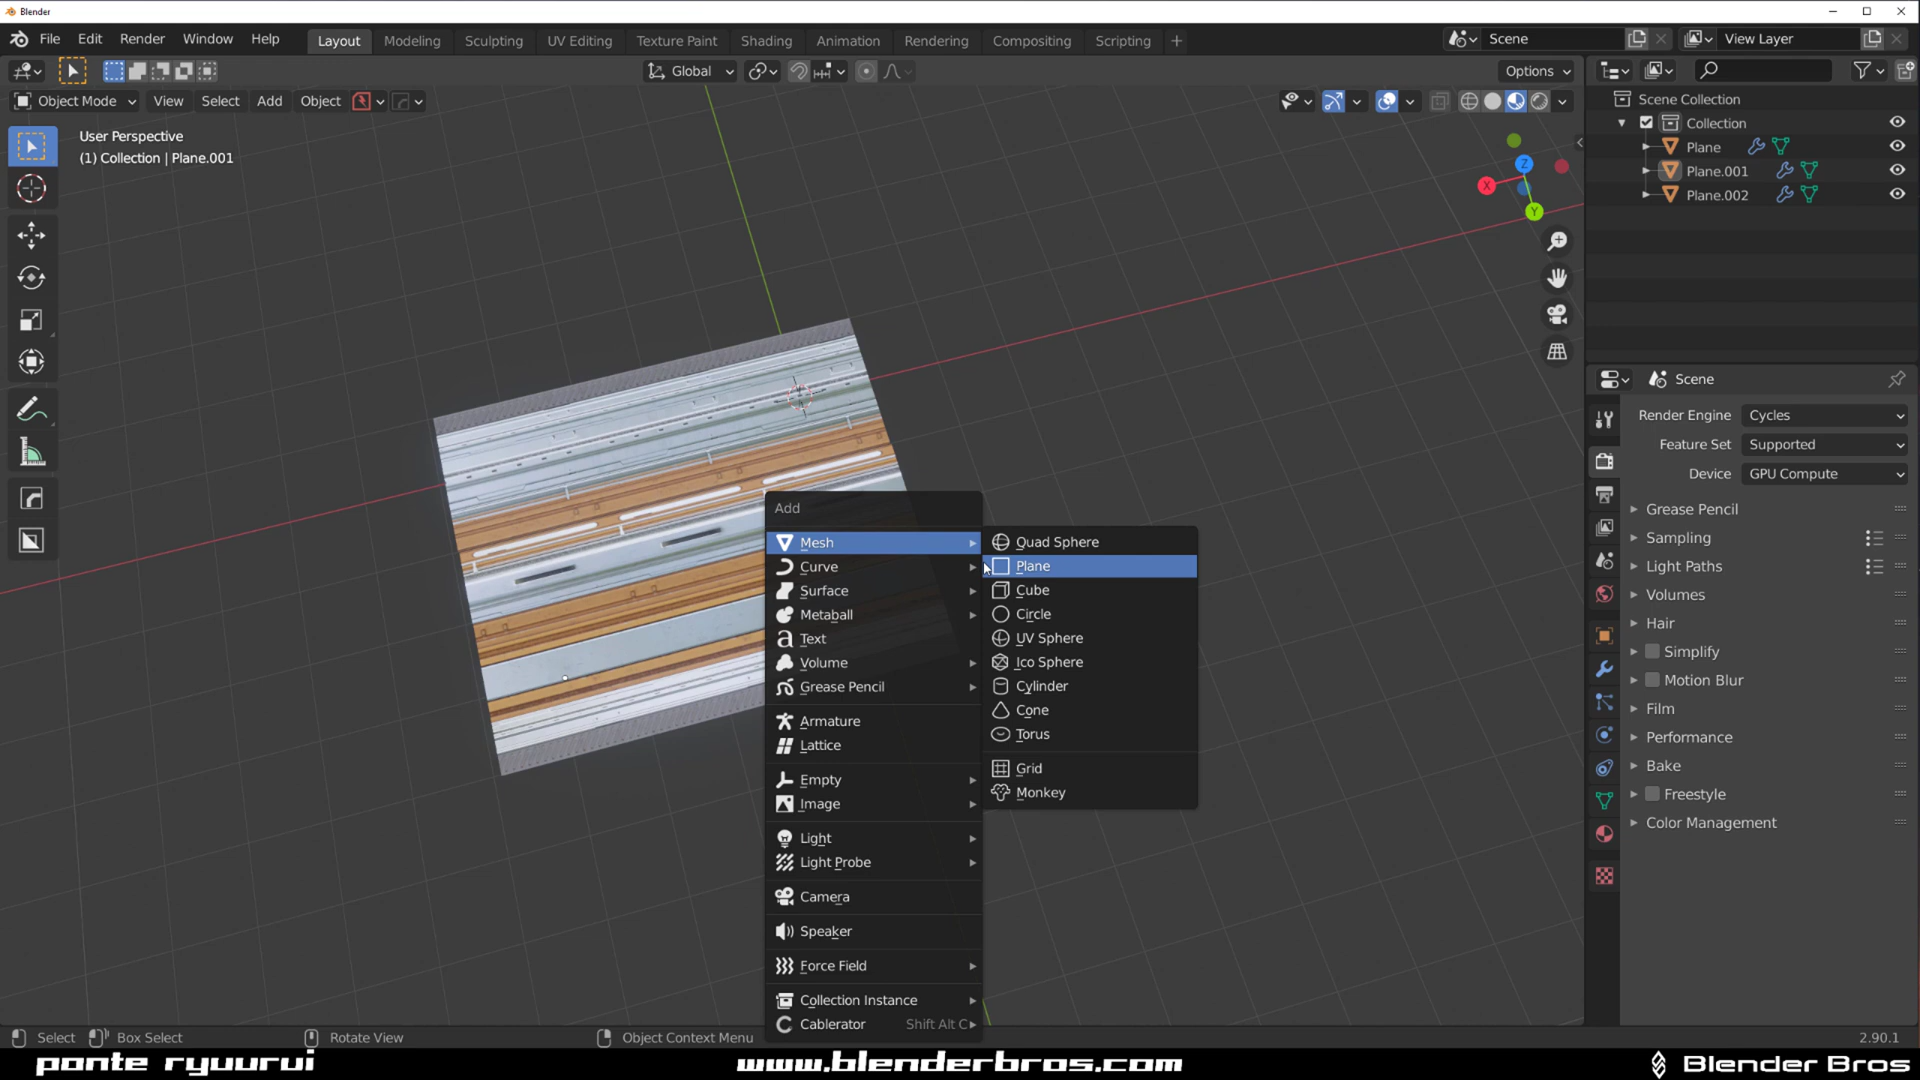 Blender
File Edit Render Window Help Layout Modeling Sculpting UV Editing Texture Paint Shading Animation Rendering Compositing Scripting + Scene View Layer
Global Options
Object Mode View Select Add Object
User Perspective
(1) Collection | Plane.001
Z
X
Y
Scene Collection
Collection
Plane
Plane.001
Plane.002
Scene
Render Engine Cycles
Feature Set Supported
Device GPU Compute
Grease Pencil
Sampling
Light Paths
Volumes
Hair
Simplify
Motion Blur
Film
Performance
Bake
Freestyle
Color Management
Add
Mesh
Curve
Surface
Metaball
Text
Volume
Grease Pencil
Armature
Lattice
Empty
Image
Light
Light Probe
Camera
Speaker
Force Field
Collection Instance
Cablerator Shift Alt C
Quad Sphere
Plane
Cube
Circle
UV Sphere
Ico Sphere
Cylinder
Cone
Torus
Grid
Monkey
Select Box Select Rotate View Object Context Menu 2.90.1
ponte ryuurui www.blenderbros.com Blender Bros